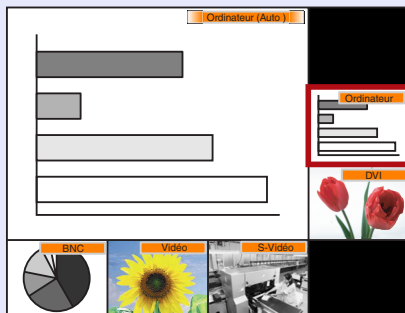 Ordinateur (Auto )
Ordinateur
DVI
BNC
Vidéo
S-Vidéo